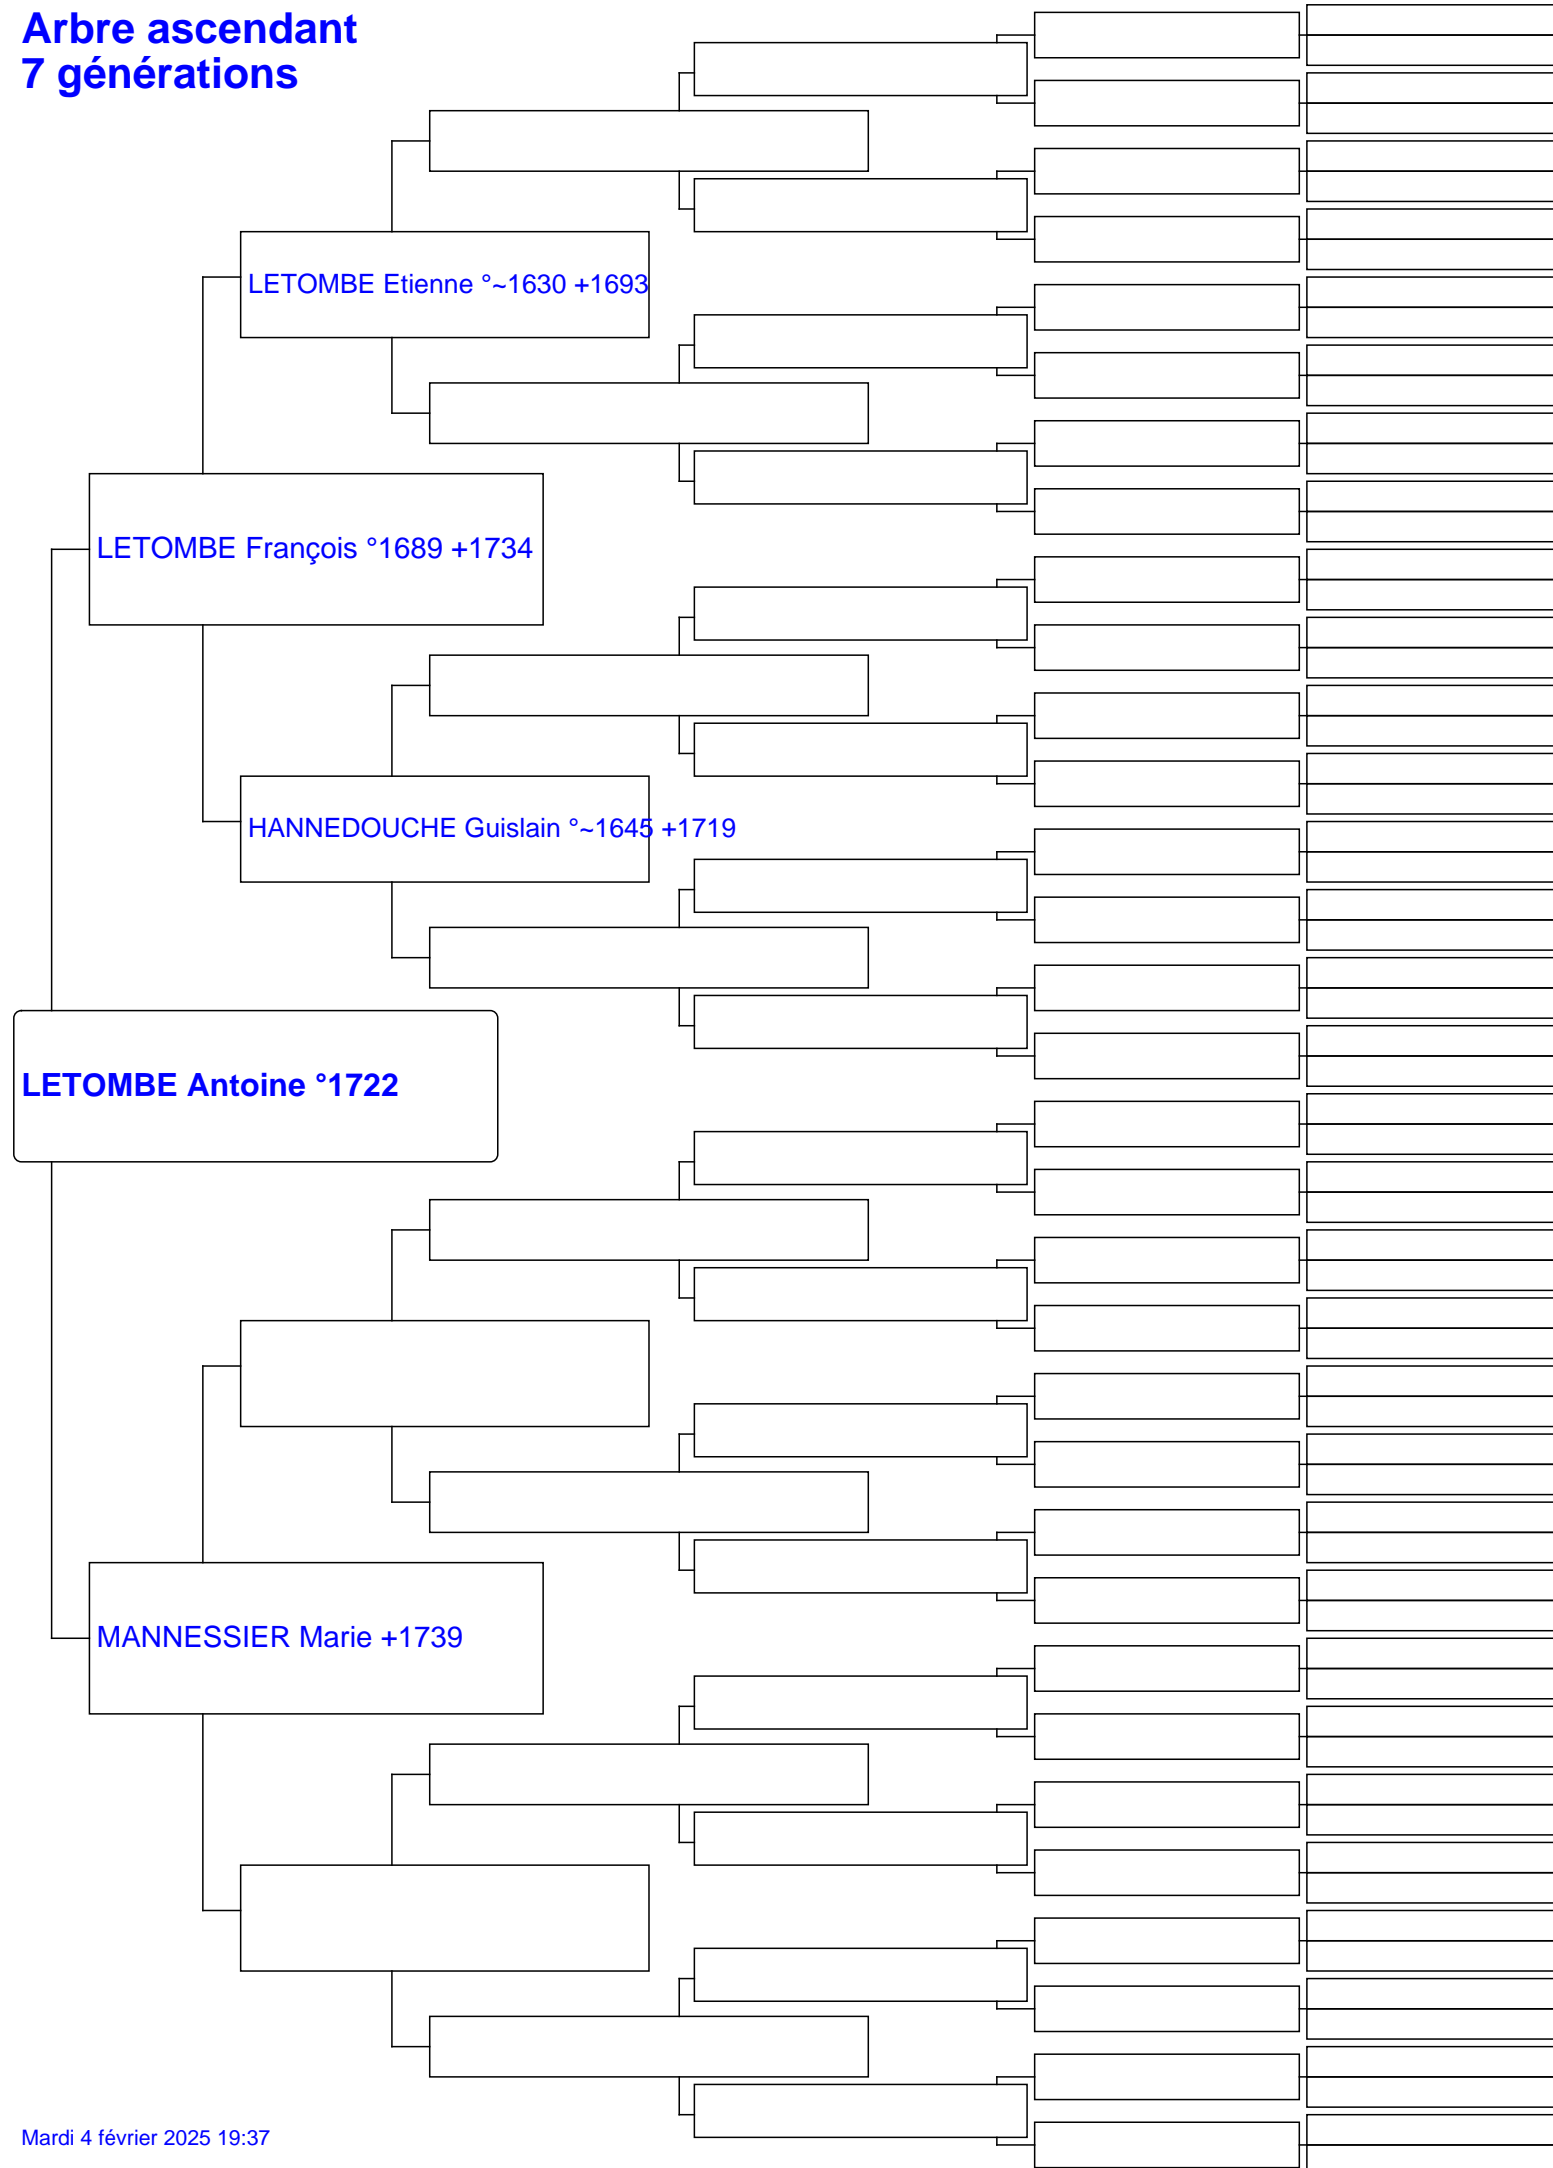 Arbre ascendant
7 générations
LETOMBE Etienne °~1630 +1693
LETOMBE François °1689 +1734
HANNEDOUCHE Guislain °~1645 +1719
LETOMBE Antoine °1722
MANNESSIER Marie +1739
Mardi 4 février 2025 19:37